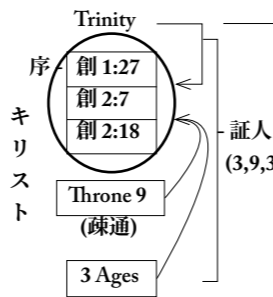 Trinity
序
創 1:27
創 2:7
創 2:18
キリスト
証人
(3,9,3
Throne 9
(疎通)
3 Ages